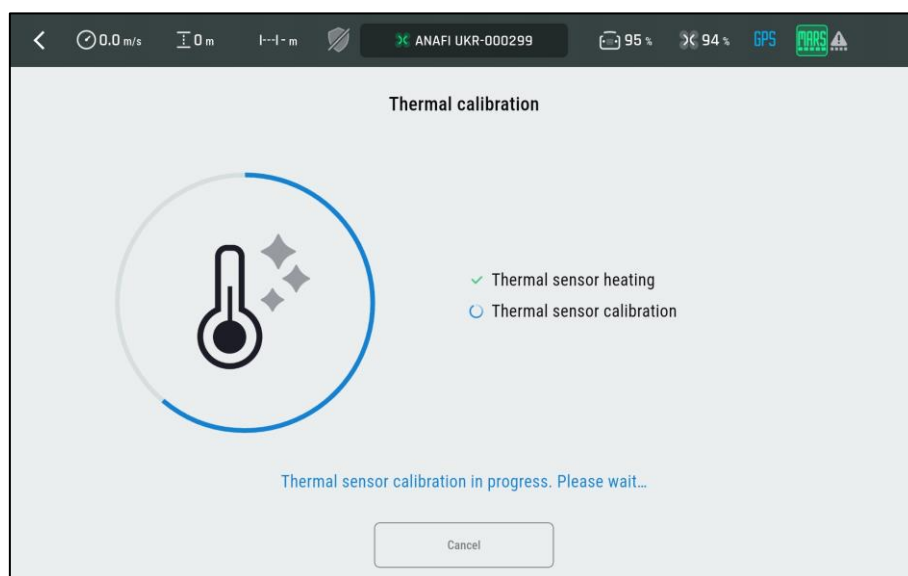 0.0 m/s 0 m - m ANAFI UKR-000299 95 % 94 % GPS MARS
Thermal calibration
Thermal sensor heating
Thermal sensor calibration
Thermal sensor calibration in progress. Please wait...
Cancel